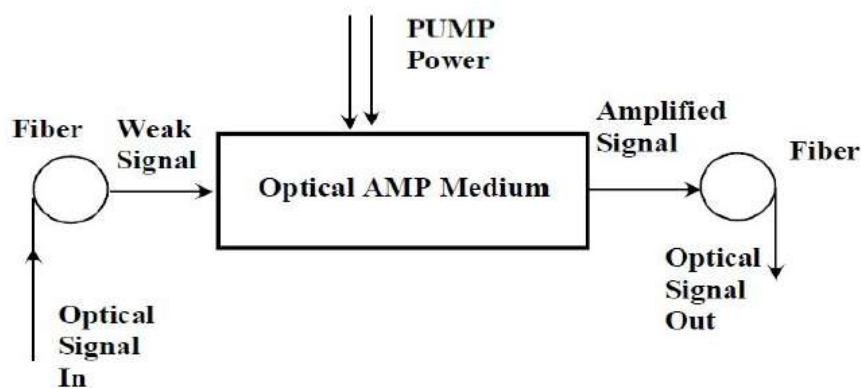 PUMP
Power
Fiber
Weak
Signal
Optical AMP Medium
Amplified
Signal
Fiber
Optical
Signal
In
Optical
Signal
Out